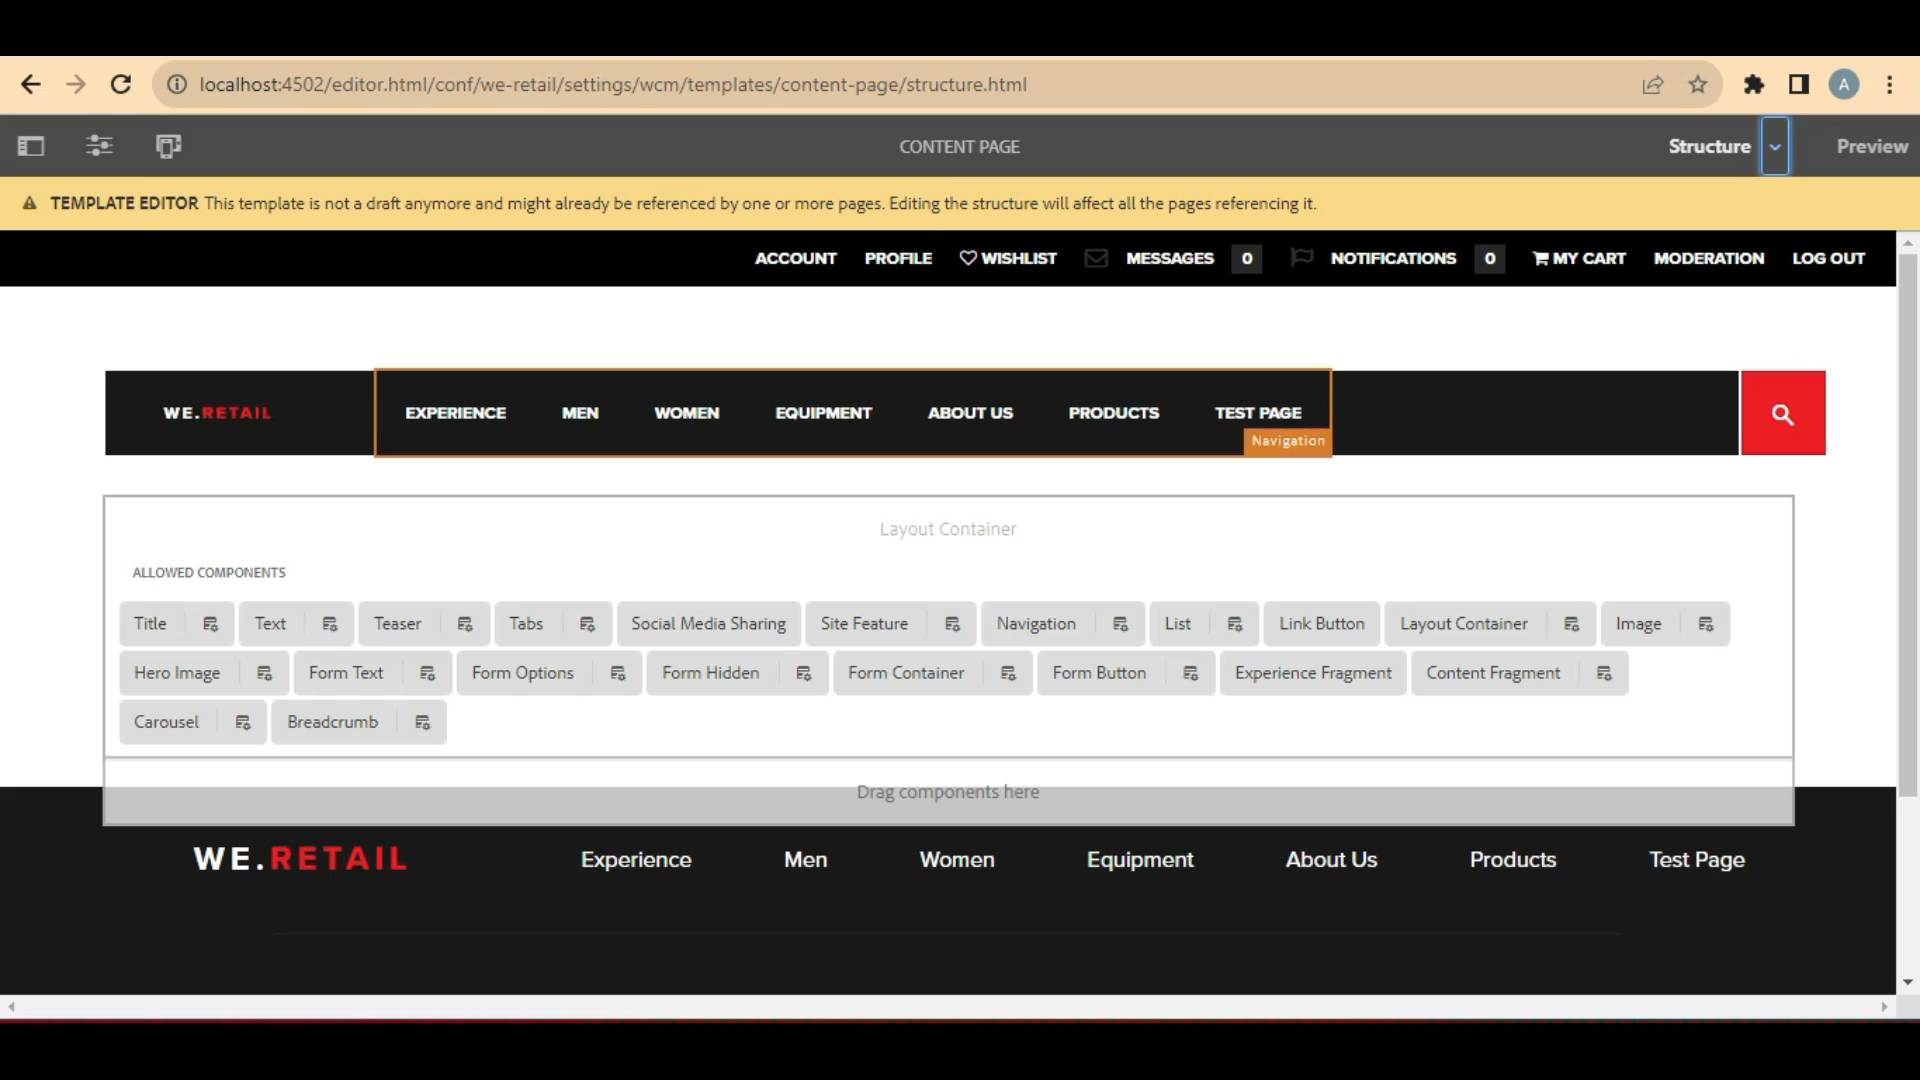 localhost:4502/editor.html/conf/we-retail/settings/wcm/templates/content-page/structure.html
A
CONTENT PAGE
Structure
Preview
TEMPLATE EDITOR This template is not a draft anymore and might already be referenced by one or more pages. Editing the structure will affect all the pages referencing it.
ACCOUNT PROFILE WISHLIST MESSAGES 0 NOTIFICATIONS 0 MY CART MODERATION LOG OUT
WE.RETAIL EXPERIENCE MEN WOMEN EQUIPMENT ABOUT US PRODUCTS TEST PAGE
Navigation
Layout Container
ALLOWED COMPONENTS
Title Text Teaser Tabs Social Media Sharing Site Feature Navigation List Link Button Layout Container Image
Hero Image Form Text Form Options Form Hidden Form Container Form Button Experience Fragment Content Fragment
Carousel Breadcrumb
Drag components here
WE.RETAIL Experience Men Women Equipment About Us Products Test Page